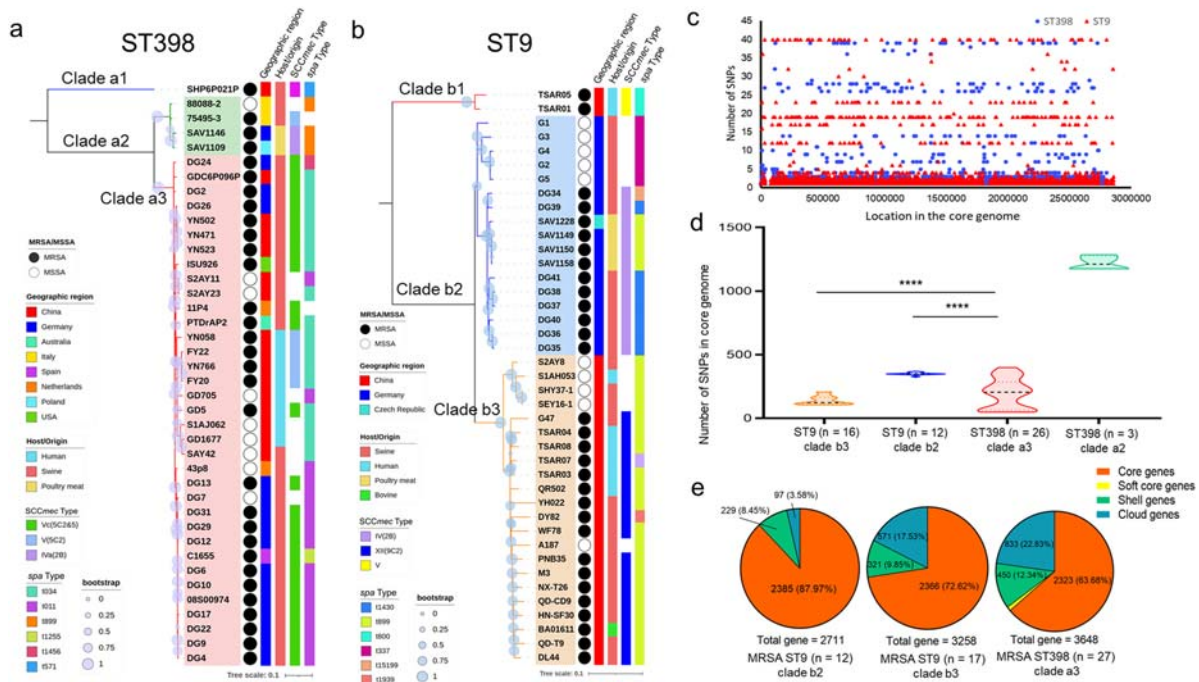 a
ST398
Geographic region
Host/origin
SCCmec Type
spa Type
Clade a1
Clade a2
Clade a3
SHP6P021P
88088-2
75495-3
SAV1146
SAV1109
DG24
GDC6P096P
DG2
DG26
YN502
YN471
YN523
ISU926
S2AY11
S2AY23
11P4
PTDrAP2
YN058
FY22
YN766
FY20
GD705
GD5
S1AJ062
GD1677
SAY42
43p8
DG13
DG7
DG31
DG29
DG12
C1655
DG6
DG10
08S00974
DG17
DG22
DG9
DG4
MRSA/MSSA
MRSA
MSSA
Geographic region
China
Germany
Australia
Italy
Spain
Netherlands
Poland
USA
Host/Origin
Human
Swine
Poultry meat
SCCmec Type
Vc(5C2&5)
V(5C2)
IVa(2B)
spa Type
t034
t011
t899
t1255
t1456
t571
bootstrap
0
0.25
0.5
0.75
1
Tree scale: 0.1
b
ST9
Geographic region
Host/origin
SCCmec Type
spa Type
Clade b1
Clade b2
Clade b3
TSAR05
TSAR01
G1
G3
G4
G2
G5
DG34
DG39
SAV1228
SAV1149
SAV1150
SAV1158
DG41
DG38
DG37
DG40
DG36
DG35
S2AY8
S1AH053
SHY37-1
SEY16-1
G47
TSAR04
TSAR08
TSAR07
TSAR03
QR502
YH022
DY82
WF78
A187
PNB35
M3
NX-T26
QD-CD9
HN-SF30
BA01611
QD-T9
DL44
MRSA/MSSA
MRSA
MSSA
Geographic region
China
Germany
Czech Republic
Host/Origin
Swine
Human
Poultry meat
Bovine
SCCmec Type
IV(2B)
XII(9C2)
V
spa Type
t1430
t899
t800
t337
t15199
t1939
bootstrap
0
0.25
0.5
0.75
1
Tree scale: 0.1
c
ST398 ST9
Number of SNPs
45
40
35
30
25
20
15
10
5
0
0 500000 1000000 1500000 2000000 2500000 3000000
Location in the core genome
d
Number of SNPs in core genome
1500
1000
500
0
****
****
ST9 (n = 16) ST9 (n = 12) ST398 (n = 26) ST398 (n = 3)
clade b3 clade b2 clade a3 clade a2
e
Core genes
Soft core genes
Shell genes
Cloud genes
97 (3.58%)
229 (8.45%)
2385 (87.97%)
571 (17.53%)
321 (9.85%)
2366 (72.62%)
833 (22.83%)
450 (12.34%)
2323 (63.68%)
Total gene = 2711 Total gene = 3258 Total gene = 3648
MRSA ST9 (n = 12) MRSA ST9 (n = 17) MRSA ST398 (n = 27)
clade b2 clade b3 clade a3